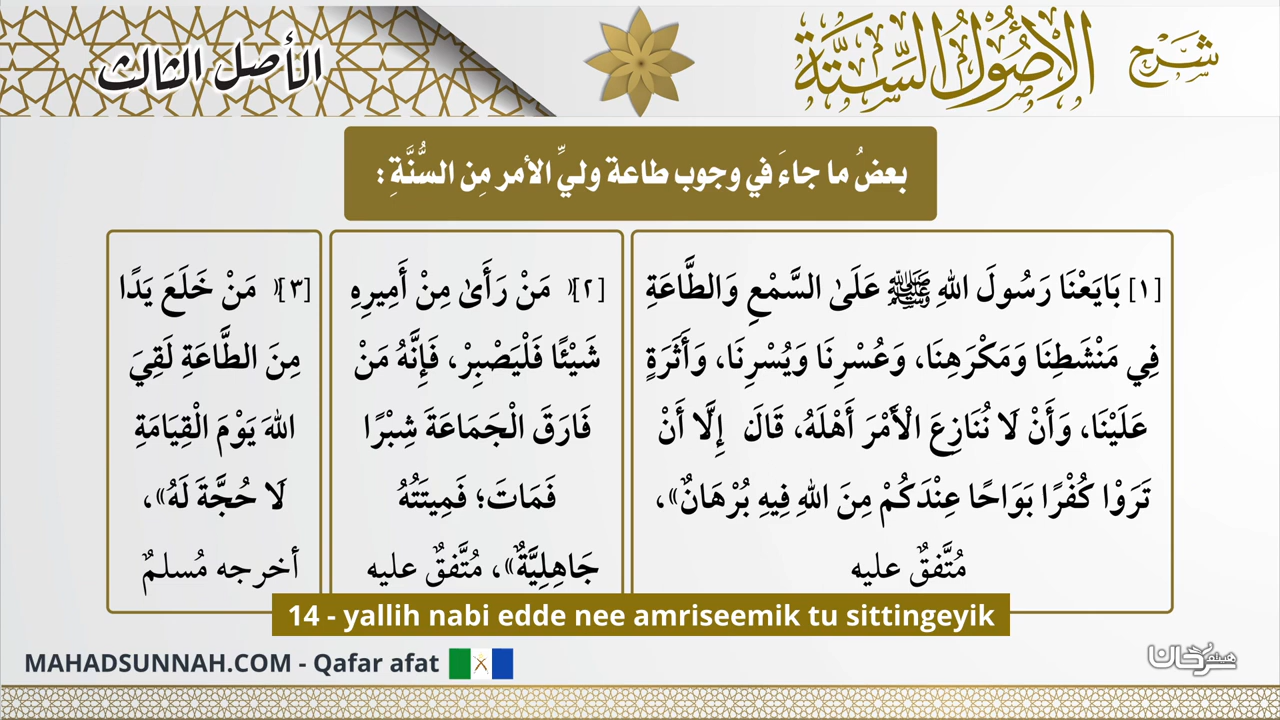 شَرْح
الأُصُولُ السِّتَّة
الأصل الثالث
بعضُ ما جاءَ في وجوب طاعة وليِّ الأمر مِن السُّنَّةِ :
[١] بَايَعْنَا رَسُولَ اللهِ ﷺ عَلَىٰ السَّمْعِ وَالطَّاعَةِ
فِي مَنْشَطِنَا وَمَكْرَهِنَا، وَعُسْرِنَا وَيُسْرِنَا، وَأَثَرَةٍ
عَلَيْنَا، وَأَنْ لَا نُنَازِعَ الْأَمْرَ أَهْلَهُ، قَالَ إِلَّا أَنْ
تَرَوْا كُفْرًا بَوَاحًا عِنْدَكُمْ مِنَ اللهِ فِيهِ بُرْهَانٌ»،
مُتَّفقٌ عليه
[٢] « مَنْ رَأَىٰ مِنْ أَمِيرِهِ
شَيْئًا فَلْيَصْبِرْ، فَإِنَّهُ مَنْ
فَارَقَ الْجَمَاعَةَ شِبْرًا
فَمَاتَ؛ فَمِيتَتُهُ
جَاهِلِيَّةٌ»، مُتَّفقٌ عليه
[٣] « مَنْ خَلَعَ يَدًا
مِنَ الطَّاعَةِ لَقِيَ
اللهَ يَوْمَ الْقِيَامَةِ
لَا حُجَّةَ لَهُ»،
أخرجه مُسلمٌ
14 - yallih nabi edde nee amriseemik tu sittingeyik
MAHADSUNNAH.COM - Qafar afat